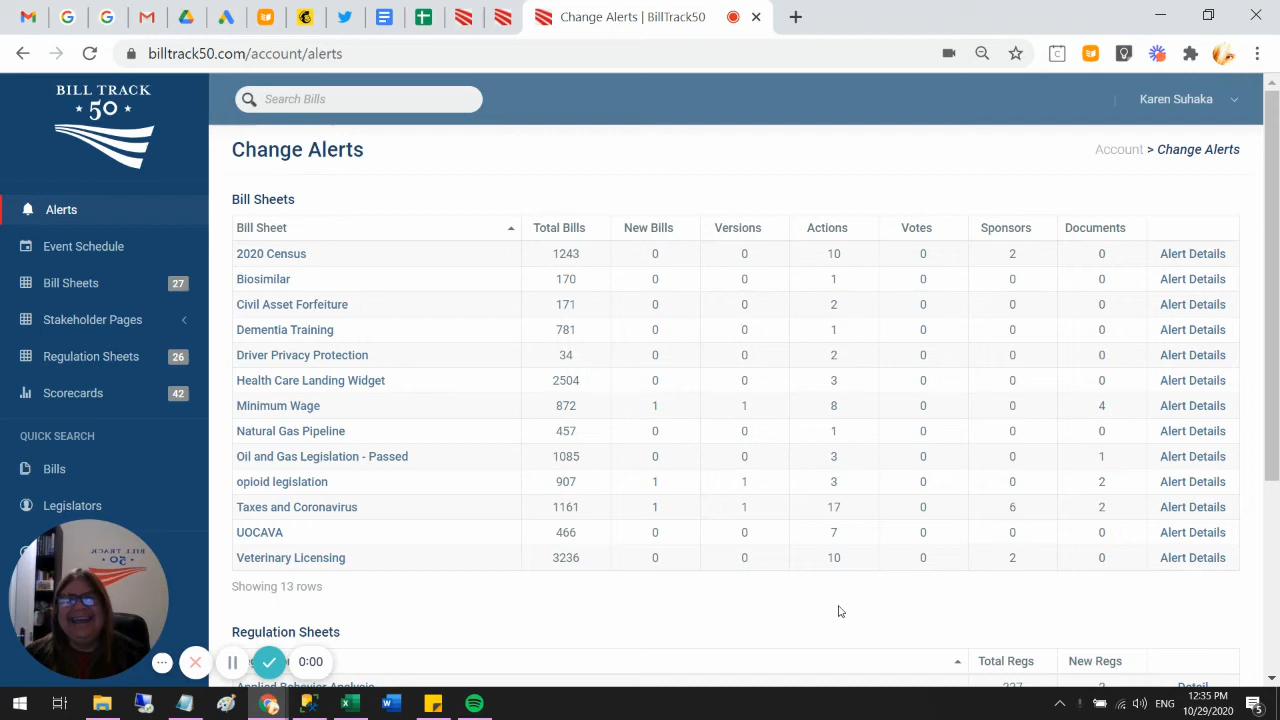 Change Alerts | BillTrack50
billtrack50.com/account/alerts
BILL TRACK
50
Search Bills
Karen Suhaka
Change Alerts
Account > Change Alerts
Alerts
Event Schedule
Bill Sheets 27
Stakeholder Pages
Regulation Sheets 26
Scorecards 42
QUICK SEARCH
Bills
Legislators
Bill Sheets
Bill Sheet Total Bills New Bills Versions Actions Votes Sponsors Documents
2020 Census 1243 0 0 10 0 2 0 Alert Details
Biosimilar 170 0 0 1 0 0 0 Alert Details
Civil Asset Forfeiture 171 0 0 2 0 0 0 Alert Details
Dementia Training 781 0 0 1 0 0 0 Alert Details
Driver Privacy Protection 34 0 0 2 0 0 0 Alert Details
Health Care Landing Widget 2504 0 0 3 0 0 0 Alert Details
Minimum Wage 872 1 1 8 0 0 4 Alert Details
Natural Gas Pipeline 457 0 0 1 0 0 0 Alert Details
Oil and Gas Legislation - Passed 1085 0 0 3 0 0 1 Alert Details
opioid legislation 907 1 1 3 0 0 2 Alert Details
Taxes and Coronavirus 1161 1 1 17 0 6 2 Alert Details
UOCAVA 466 0 0 7 0 0 0 Alert Details
Veterinary Licensing 3236 0 0 10 0 2 0 Alert Details
Showing 13 rows
Regulation Sheets
Total Regs New Regs
Applied Behavior Analysis 227 2 Detail
BILL TRACK
50
0:00
ENG
12:35 PM
10/29/2020
5